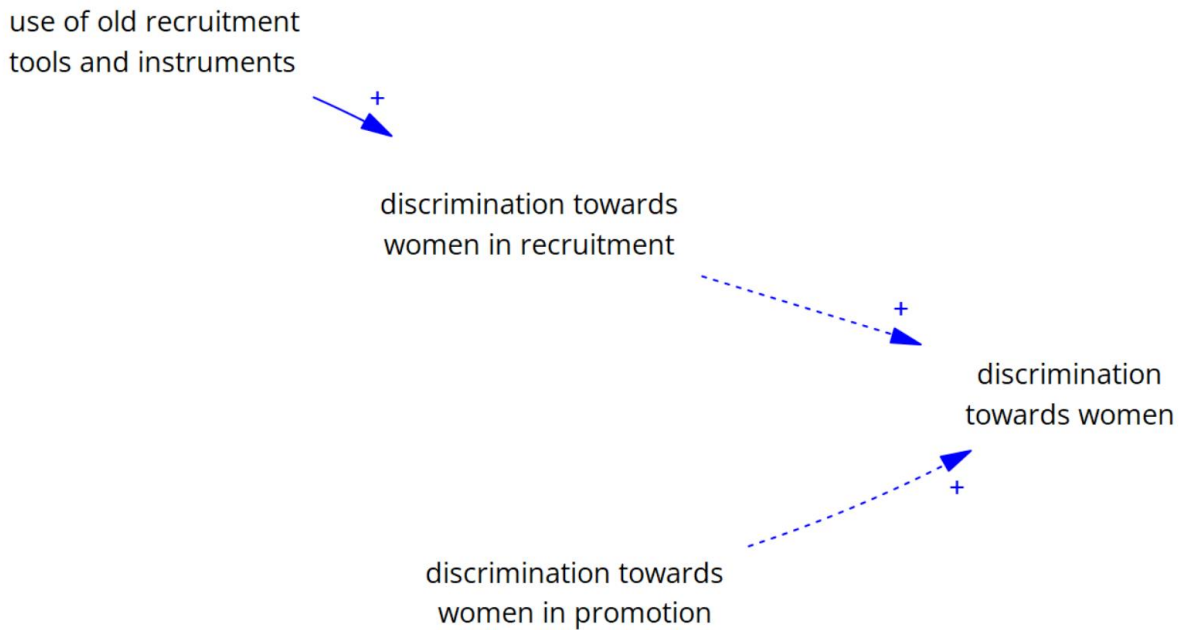 use of old recruitment
tools and instruments
+
discrimination towards
women in recruitment
+
discrimination
towards women
+
discrimination towards
women in promotion